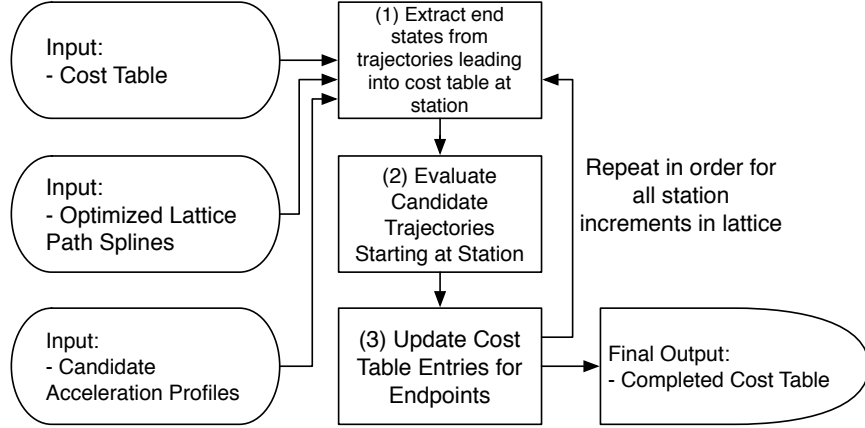 Input:
- Cost Table
Input:
- Optimized Lattice
Path Splines
Input:
- Candidate
Acceleration Profiles
(1) Extract end
states from
trajectories leading
into cost table at
station
(2) Evaluate
Candidate
Trajectories
Starting at Station
(3) Update Cost
Table Entries for
Endpoints
Repeat in order for
all station
increments in lattice
Final Output:
- Completed Cost Table